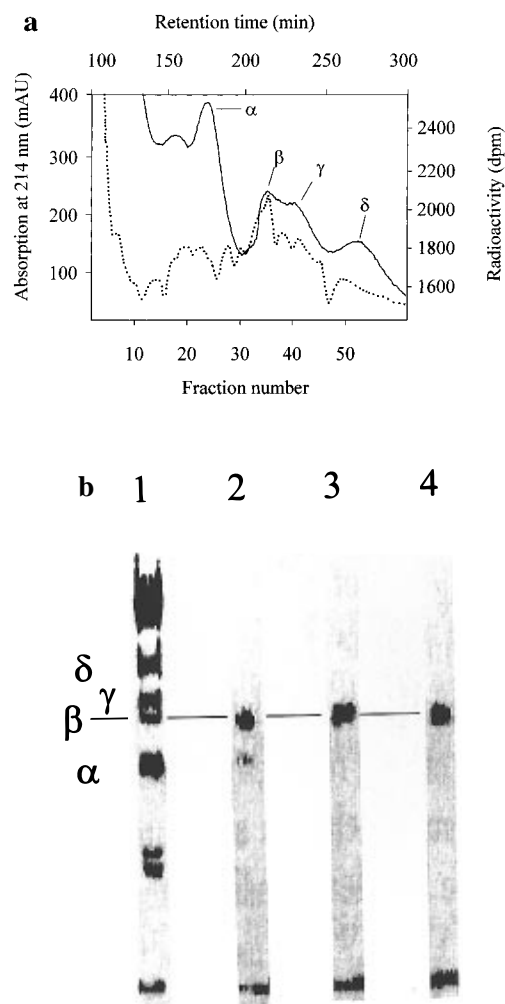 a
Retention time (min)
100 150 200 250 300
400
300
200
100
Absorption at 214 nm (mAU)
α
β
γ
δ
2400
2200
2000
1800
1600
Radioactivity (dpm)
10 20 30 40 50
Fraction number
b 1 2 3 4
δ
γ
β
α